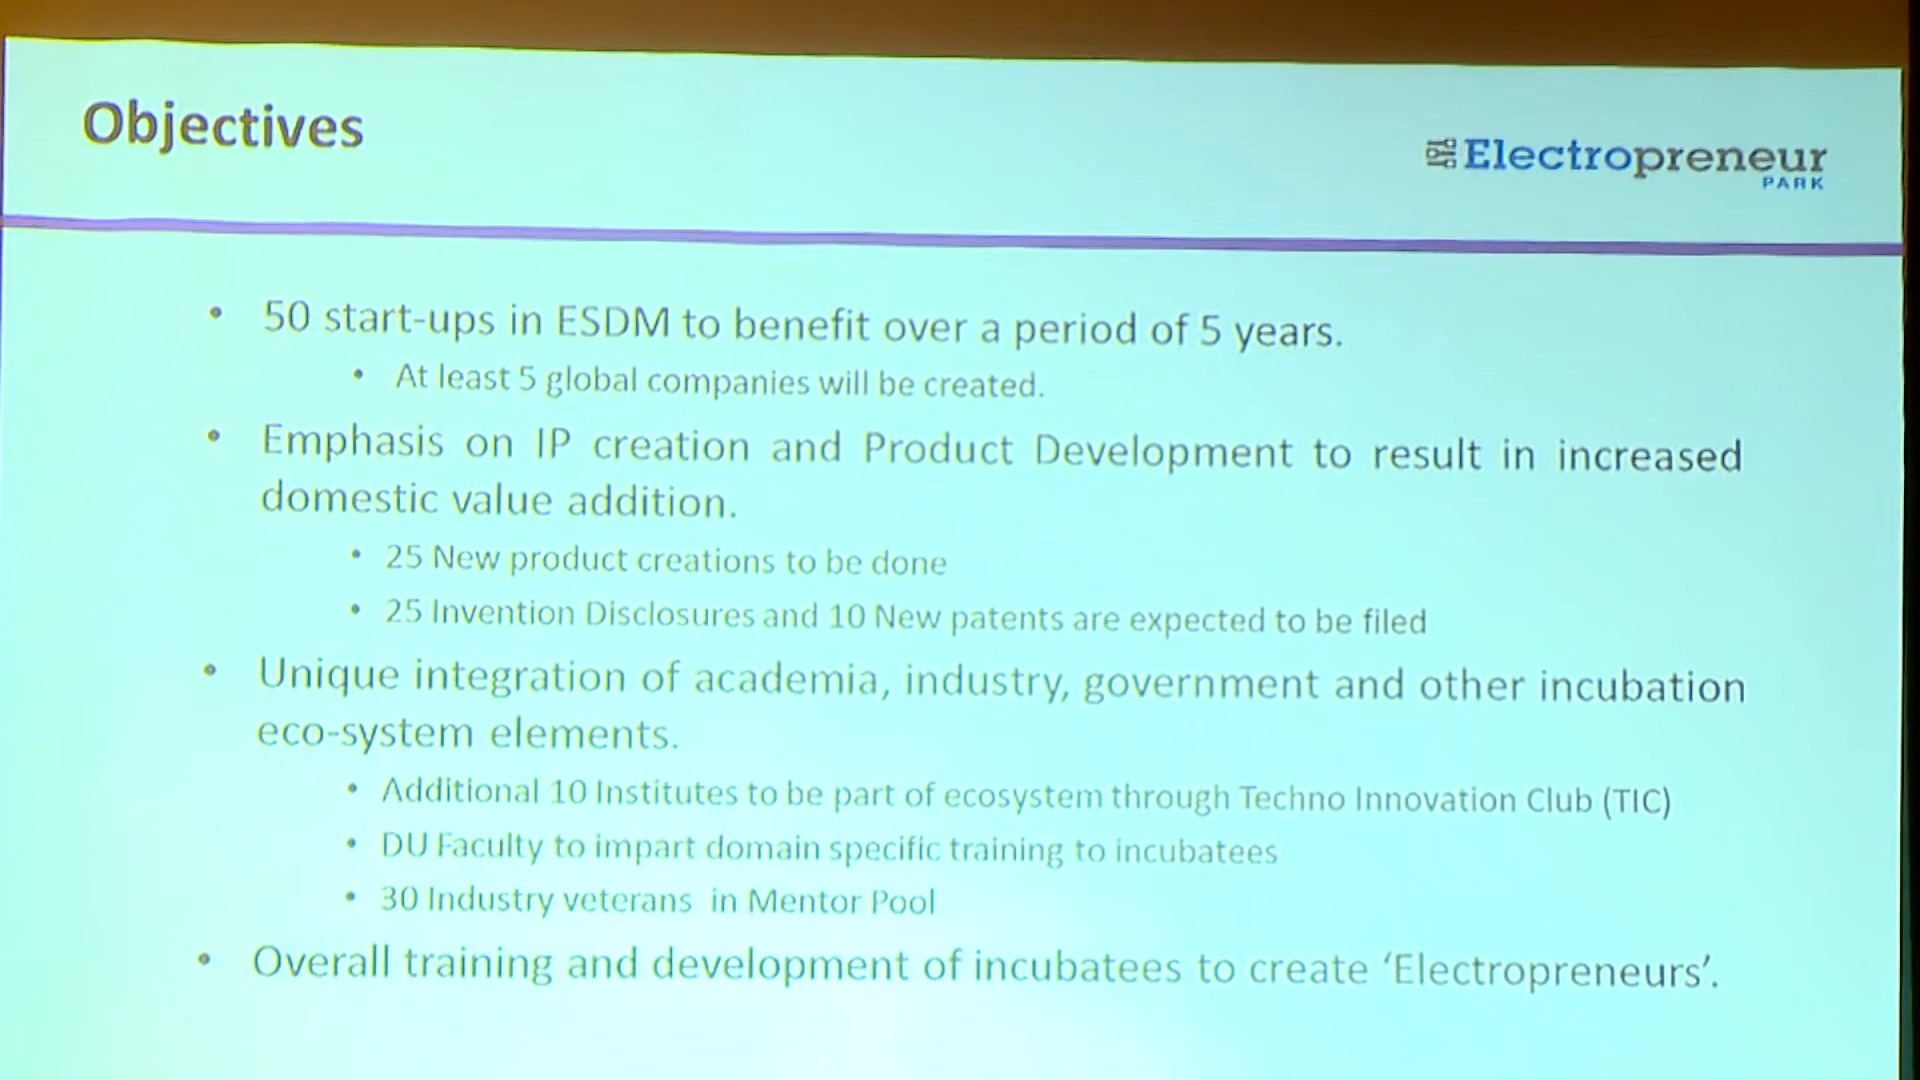 Objectives
Electropreneur
PARK
• 50 start-ups in ESDM to benefit over a period of 5 years.
• At least 5 global companies will be created.
• Emphasis on IP creation and Product Development to result in increased
domestic value addition.
• 25 New product creations to be done
• 25 Invention Disclosures and 10 New patents are expected to be filed
• Unique integration of academia, industry, government and other incubation
eco-system elements.
• Additional 10 Institutes to be part of ecosystem through Techno Innovation Club (TIC)
• DU Faculty to impart domain specific training to incubatees
• 30 Industry veterans in Mentor Pool
• Overall training and development of incubatees to create ‘Electropreneurs’.